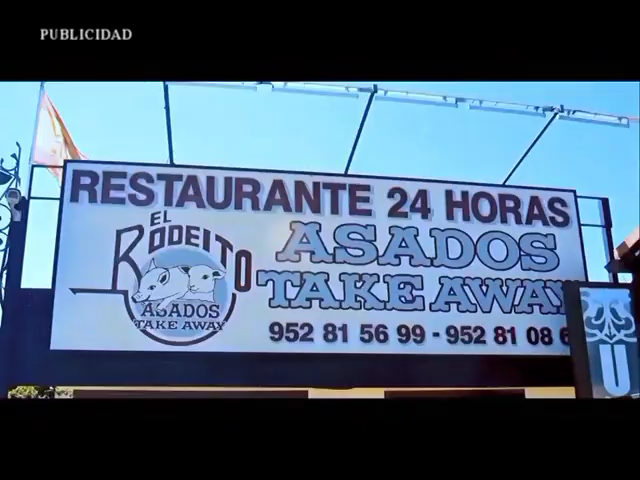 PUBLICIDAD
RESTAURANTE 24 HORAS
EL
RODEITO
ASADOS
TAKE AWAY
ASADOS
TAKE AWAY
952 81 56 99 - 952 81 08 6
U